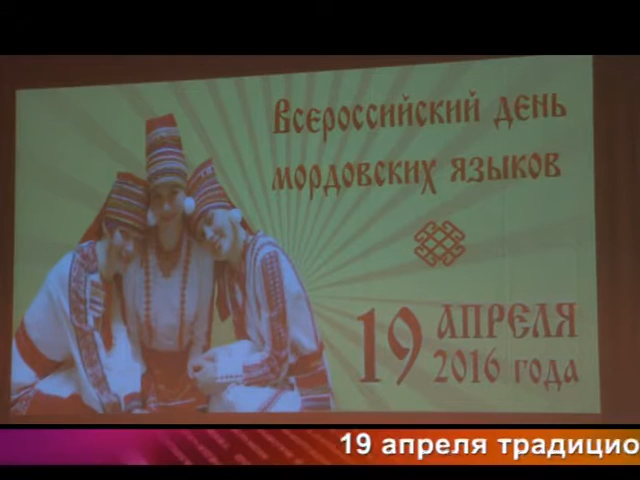 Всероссийский день
мордовских языков
19 АПРЕЛЯ
2016 года
19 апреля традицио